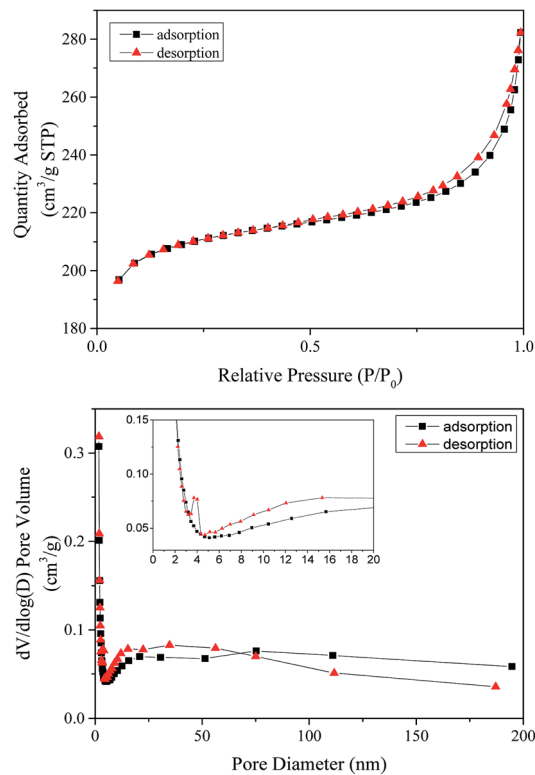 280
260
240
220
200
180
Quantity Adsorbed
(cm³/g STP)
adsorption
desorption
0.0
0.5
1.0
Relative Pressure (P/P₀)
0.3
0.2
0.1
0.0
dV/dlog(D) Pore Volume
(cm³/g)
0.15
0.10
0.05
0 2 4 6 8 10 12 14 16 18 20
adsorption
desorption
0 50 100 150 200
Pore Diameter (nm)